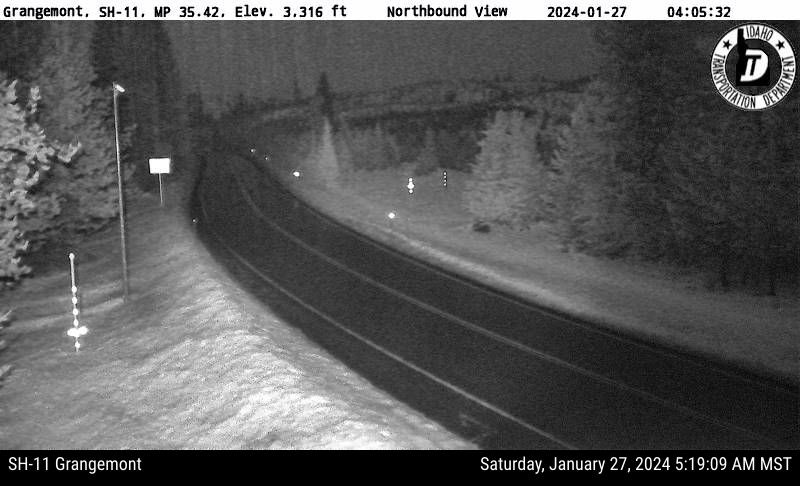 Grangemont, SH-11, MP 35.42, Elev. 3,316 ft Northbound View 2024-01-27 04:05:32
IDAHO
TRANSPORTATION DEPARTMENT
SH-11 Grangemont Saturday, January 27, 2024 5:19:09 AM MST